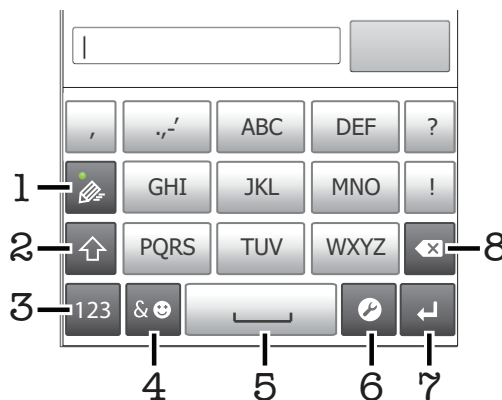 , .,-′ ABC DEF ?
1 GHI JKL MNO !
2 PQRS TUV WXYZ 8
3 123 &
4 5 6 7